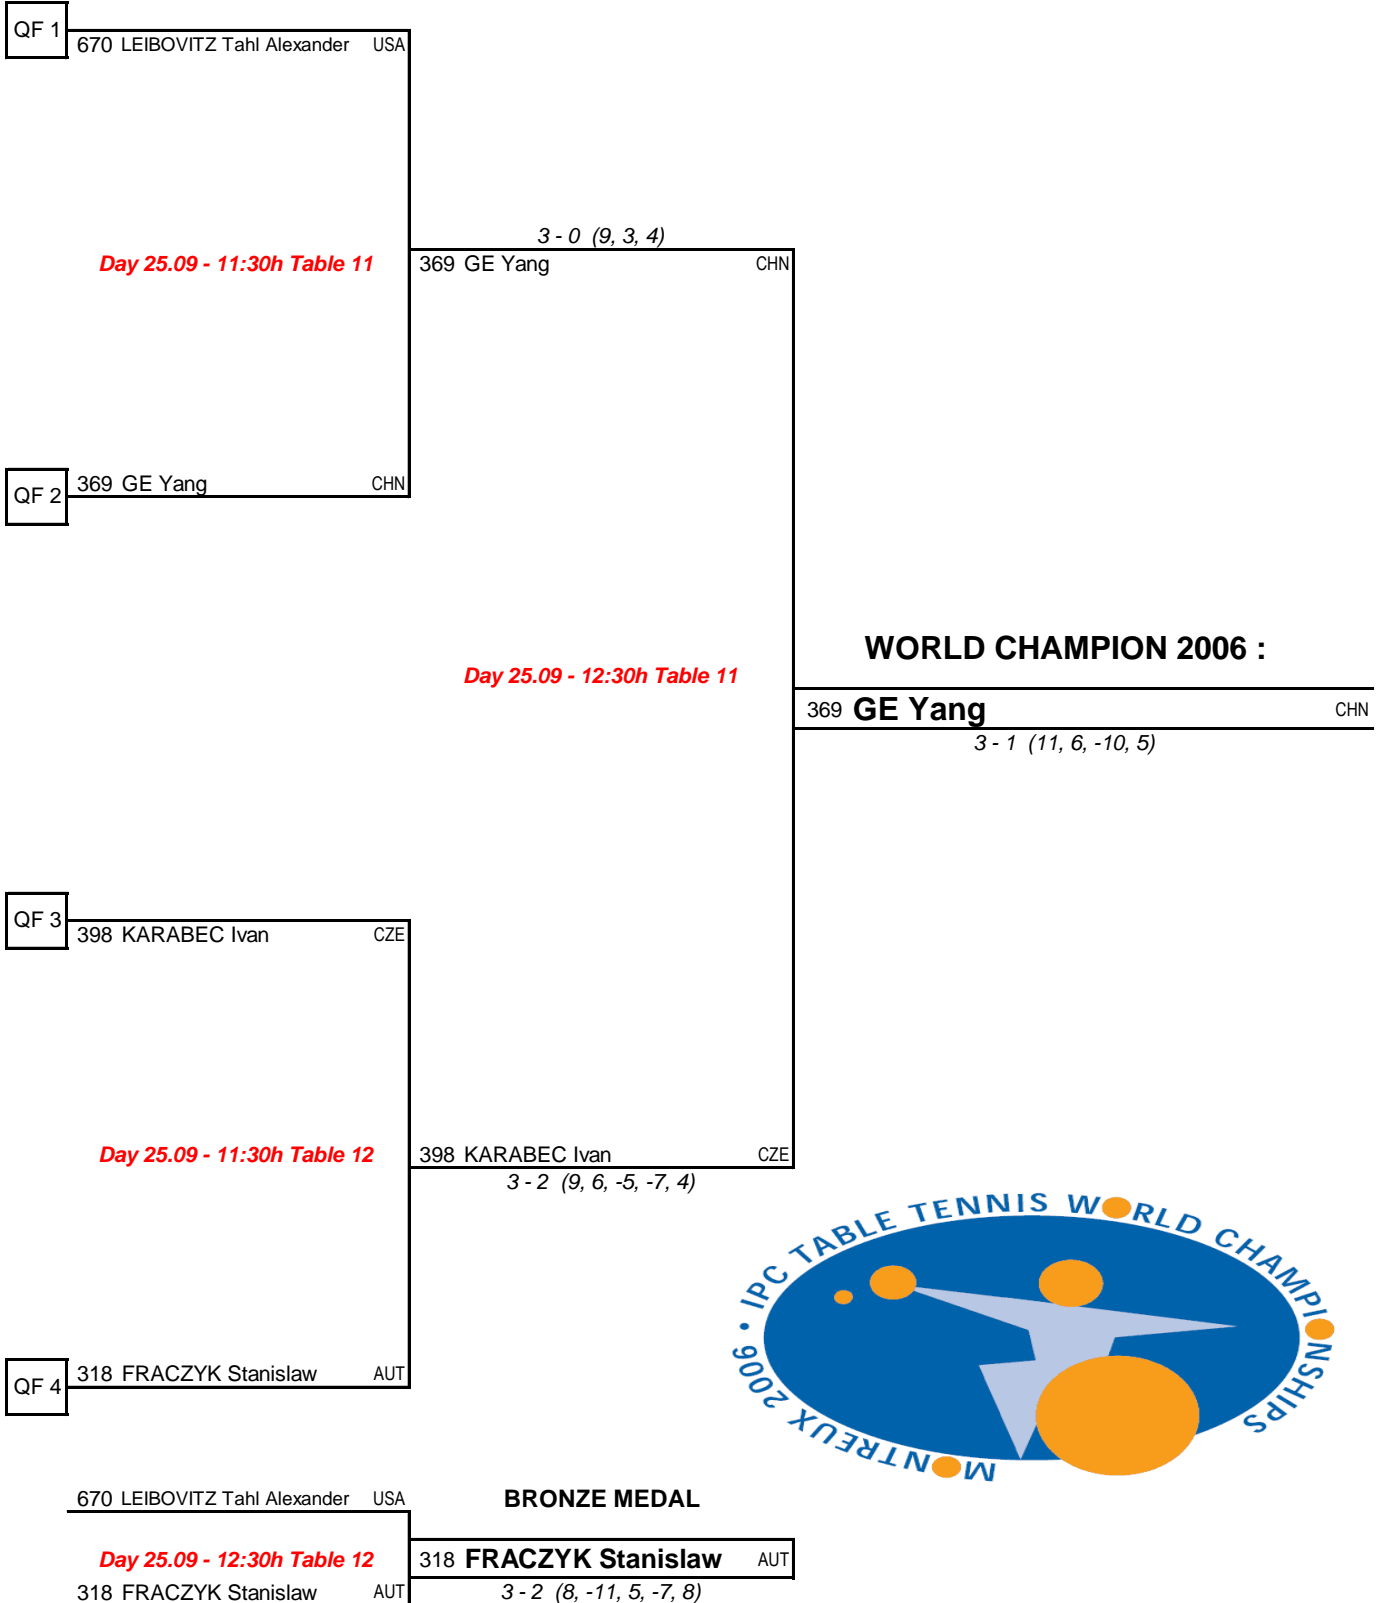 QF 1
670 LEIBOVITZ Tahl Alexander USA
3 - 0 (9, 3, 4)
Day 25.09 - 11:30h Table 11
369 GE Yang CHN
QF 2
369 GE Yang CHN
WORLD CHAMPION 2006 :
Day 25.09 - 12:30h Table 11
369 GE Yang CHN
3 - 1 (11, 6, -10, 5)
QF 3
398 KARABEC Ivan CZE
Day 25.09 - 11:30h Table 12
398 KARABEC Ivan CZE
3 - 2 (9, 6, -5, -7, 4)
QF 4
318 FRACZYK Stanislaw AUT
MONTREUX 2006 • IPC TABLE TENNIS WORLD CHAMPIONSHIPS
670 LEIBOVITZ Tahl Alexander USA
BRONZE MEDAL
Day 25.09 - 12:30h Table 12
318 FRACZYK Stanislaw AUT
318 FRACZYK Stanislaw AUT
3 - 2 (8, -11, 5, -7, 8)